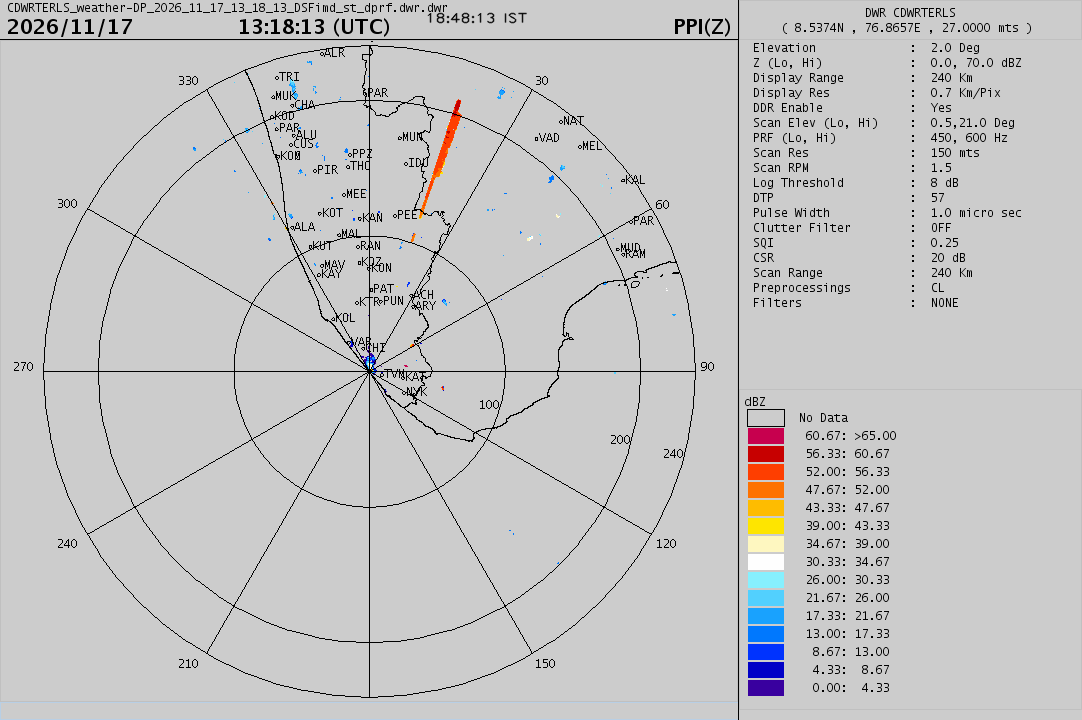 CDWRTERLS_weather-DP_2026_11_17_13_18_13_DSFimd_st_dprf.dwr.dwr
2026/11/17 13:18:13 (UTC) 18:48:13 IST PPI(Z)
DWR CDWRTERLS
( 8.5374N , 76.8657E , 27.0000 mts )
Elevation : 2.0 Deg
Z (Lo, Hi) : 0.0, 70.0 dBZ
Display Range : 240 Km
Display Res : 0.7 Km/Pix
DDR Enable : Yes
Scan Elev (Lo, Hi) : 0.5,21.0 Deg
PRF (Lo, Hi) : 450, 600 Hz
Scan Res : 150 mts
Scan RPM : 1.5
Log Threshold : 8 dB
DTP : 57
Pulse Width : 1.0 micro sec
Clutter Filter : OFF
SQI : 0.25
CSR : 20 dB
Scan Range : 240 Km
Preprocessings : CL
Filters : NONE
dBZ
No Data
60.67: >65.00
56.33: 60.67
52.00: 56.33
47.67: 52.00
43.33: 47.67
39.00: 43.33
34.67: 39.00
30.33: 34.67
26.00: 30.33
21.67: 26.00
17.33: 21.67
13.00: 17.33
8.67: 13.00
4.33: 8.67
0.00: 4.33
ALR
TRI
330
30
MUK
PAR
CHA
KOD
NAT
PAR
ALU
MUN
VAD
CUS
MEL
KOM
PPZ
THO
IDU
PIR
KAL
MEE
300
60
KOT
KAN
PEE
PAR
ALA
MAL
KUT
RAN
MUD
RAM
MAV
KOZ
KON
KAY
PAT
ACH
KTR
PUN
ARY
KOL
VAR
THI
270
90
TVM
KAT
NYK
100
200
240
240
120
210
150